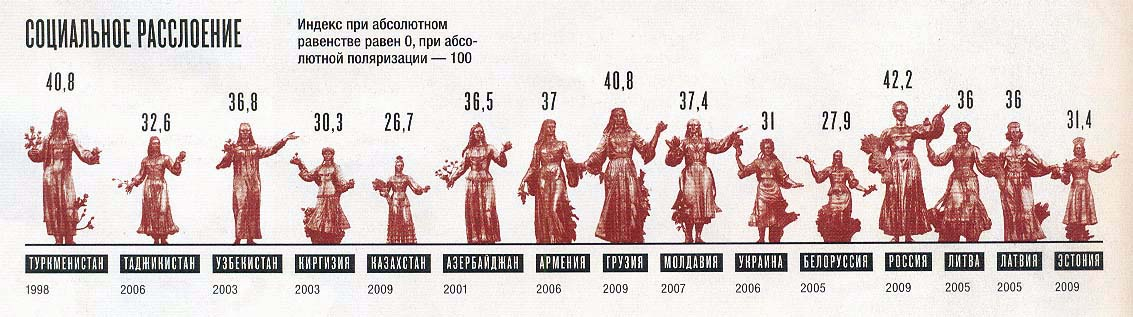 СОЦИАЛЬНОЕ РАССЛОЕНИЕ
Индекс при абсолютном
равенстве равен 0, при абсо-
лютной поляризации — 100
40,8 32,6 36,8 30,3 26,7 36,5 37 40,8 37,4 31 27,9 42,2 36 36 31,4
ТУРКМЕНИСТАН ТАДЖИКИСТАН УЗБЕКИСТАН КИРГИЗИЯ КАЗАХСТАН АЗЕРБАЙДЖАН АРМЕНИЯ ГРУЗИЯ МОЛДАВИЯ УКРАИНА БЕЛОРУССИЯ РОССИЯ ЛИТВА ЛАТВИЯ ЭСТОНИЯ
1998 2006 2003 2003 2009 2001 2006 2009 2007 2006 2005 2009 2005 2005 2009